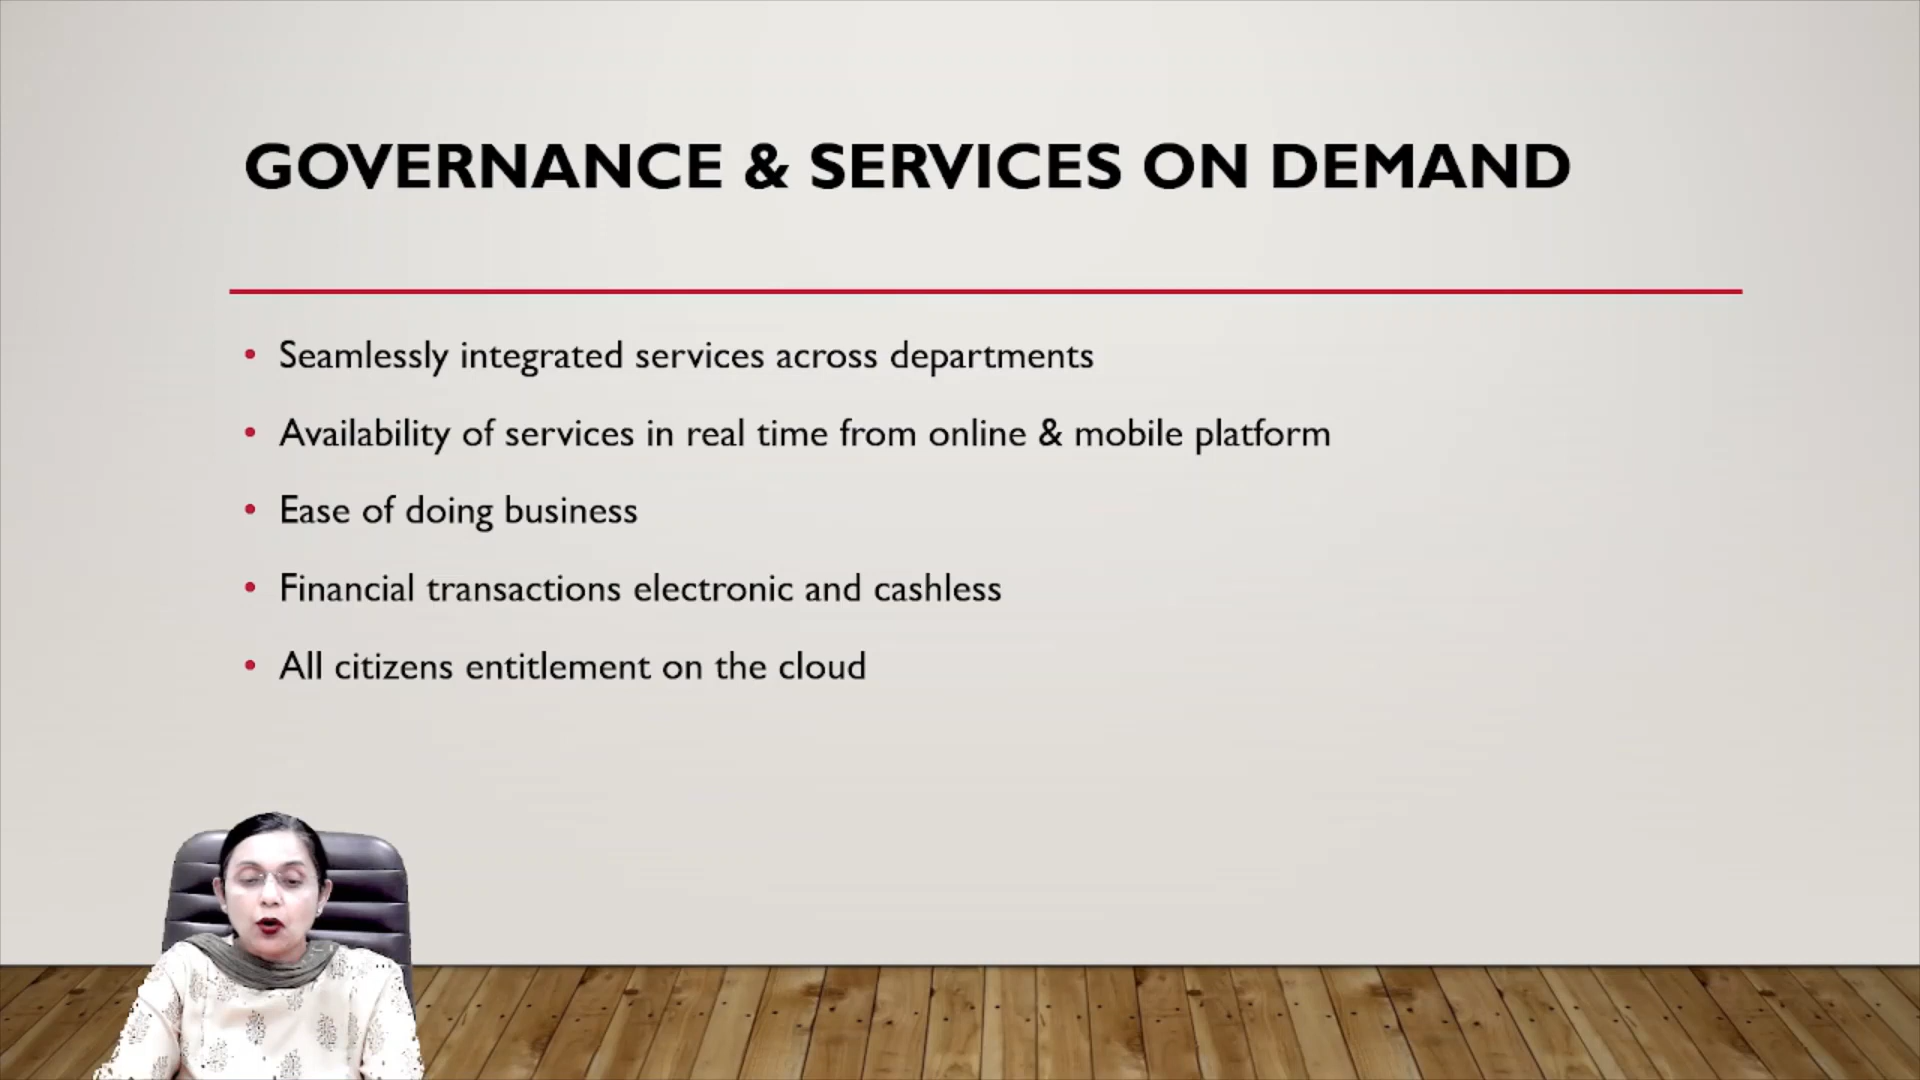 GOVERNANCE & SERVICES ON DEMAND
• Seamlessly integrated services across departments
• Availability of services in real time from online & mobile platform
• Ease of doing business
• Financial transactions electronic and cashless
• All citizens entitlement on the cloud